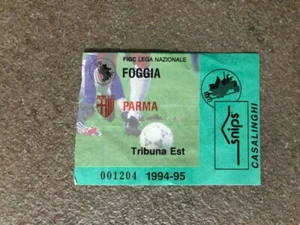 FIGC LEGA NAZIONALE
FOGGIA
PARMA
Tribuna Est
001204 1994-95
snips
CASALINGHI